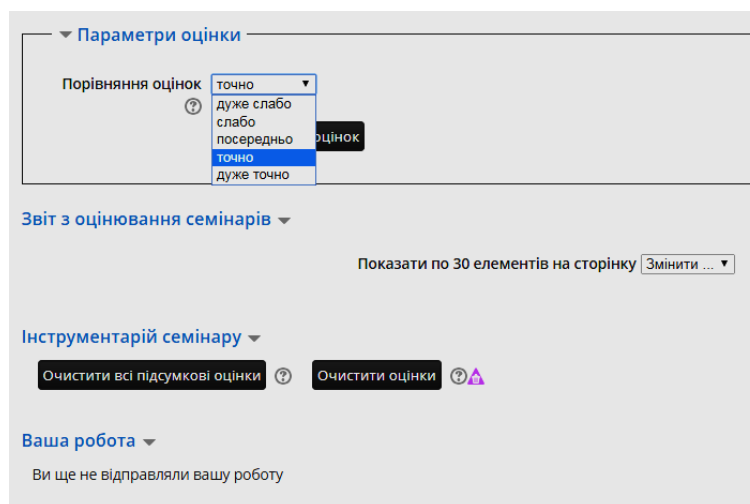 Параметри оцінки
Порівняння оцінок точно
дуже слабо
слабо
посередньо
оцінок
точно
дуже точно
Звіт з оцінювання семінарів
Показати по 30 елементів на сторінку Змінити ...
Інструментарій семінару
Очистити всі підсумкові оцінки Очистити оцінки
Ваша робота
Ви ще не відправляли вашу роботу